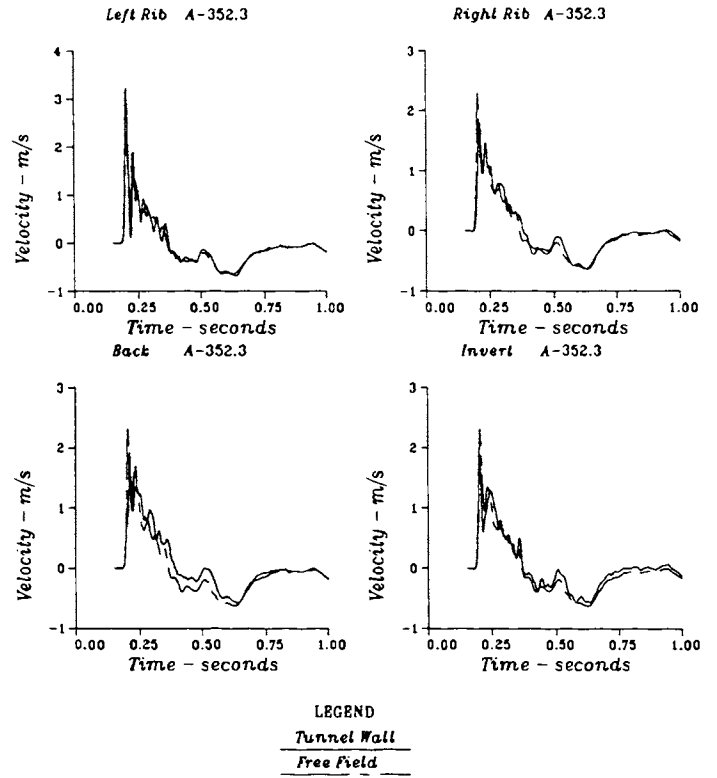 Left Rib A-352.3
Right Rib A-352.3
4
3
2
1
0
-1
Velocity - m/s
0.00 0.25 0.50 0.75 1.00
Time - seconds
3
2
1
0
-1
Velocity - m/s
0.00 0.25 0.50 0.75 1.00
Time - seconds
Back A-352.3
Invert A-352.3
3
2
1
0
-1
Velocity - m/s
0.00 0.25 0.50 0.75 1.00
Time - seconds
3
2
1
0
-1
Velocity - m/s
0.00 0.25 0.50 0.75 1.00
Time - seconds
LEGEND
Tunnel Wall
Free Field